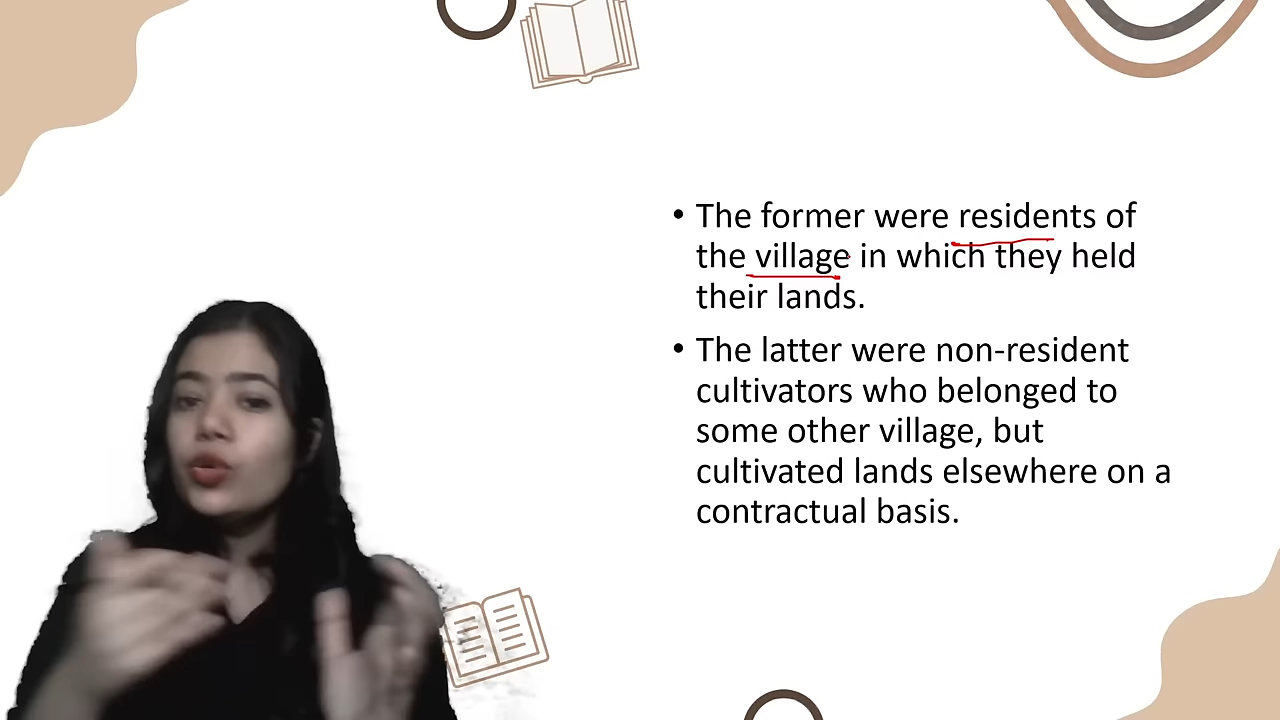 • The former were residents of
the village in which they held
their lands.
• The latter were non-resident
cultivators who belonged to
some other village, but
cultivated lands elsewhere on a
contractual basis.